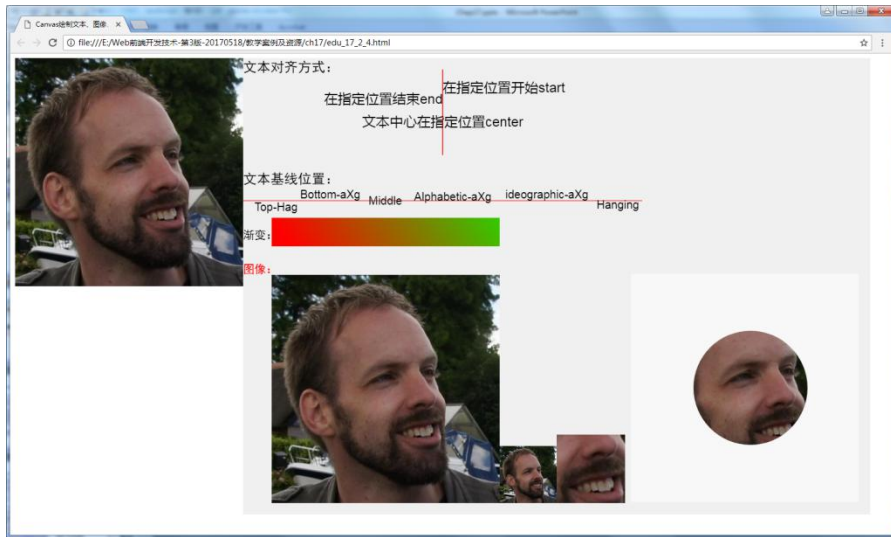 Canvas绘制文本、图像.
file:///E:/Web前端开发技术-第3版-20170518/教学案例及资源/ch17/edu_17_2_4.html
文本对齐方式：
在指定位置开始start
在指定位置结束end
文本中心在指定位置center
文本基线位置：
Top-Hag Bottom-aXg Middle Alphabetic-aXg ideographic-aXg Hanging
渐变：
图像：